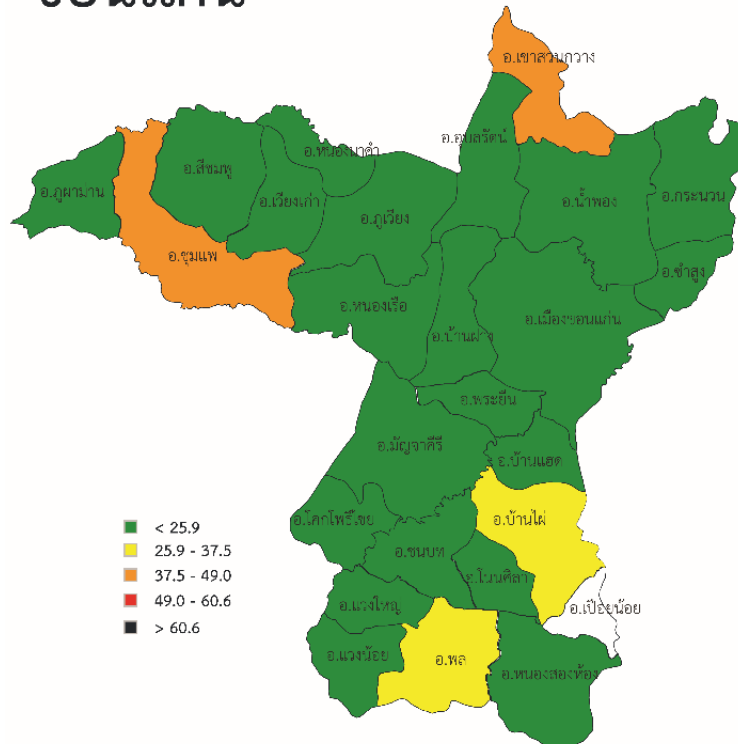 อ.เขาสวนกวาง
อ.อุบลรัตน์
อ.หนองนาคำ
อ.สีชมพู
อ.ภูผาม่าน
อ.เวียงเก่า
อ.ภูเวียง
อ.น้ำพอง
อ.กระนวน
อ.ชุมแพ
อ.ซำสูง
อ.หนองเรือ
อ.เมืองขอนแก่น
อ.บ้านฝาง
อ.พระยืน
อ.มัญจาคีรี
อ.บ้านแฮด
อ.โคกโพธิ์ไชย
อ.บ้านไผ่
อ.ชนบท
อ.โนนศิลา
อ.แวงใหญ่
อ.เปือยน้อย
อ.แวงน้อย
อ.พล
อ.หนองสองห้อง
< 25.9
25.9 - 37.5
37.5 - 49.0
49.0 - 60.6
> 60.6